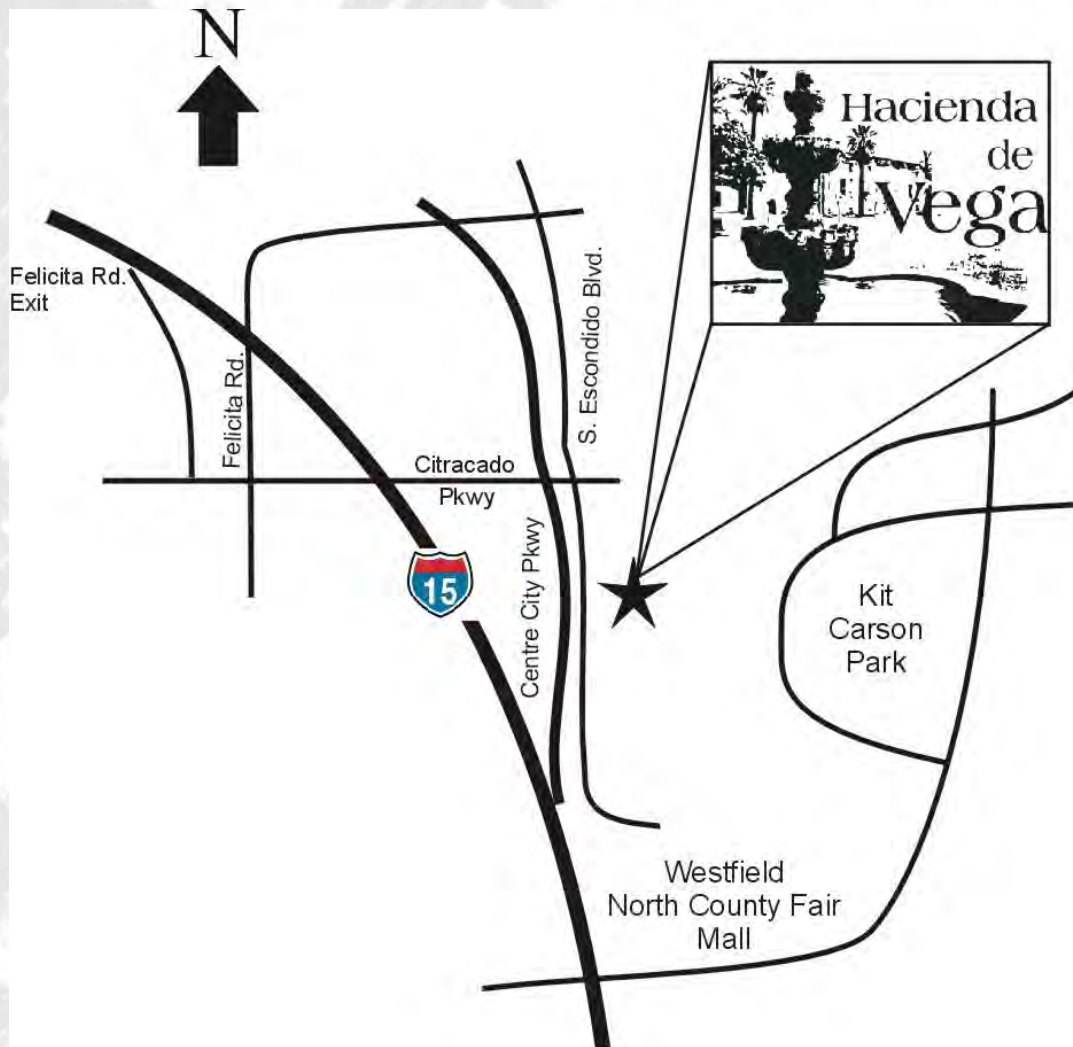 N
Hacienda
de
Vega
Felicita Rd.
Exit
Felicita Rd.
S. Escondido Blvd.
Citracado
Pkwy
Centre City Pkwy
15
Kit
Carson
Park
Westfield
North County Fair
Mall